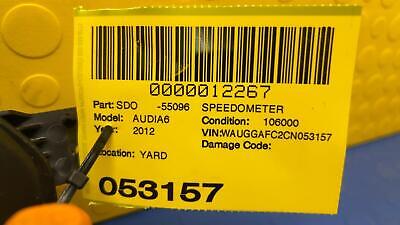 0000012267
Part: SDO -55096 SPEEDOMETER
Model: AUDIA6 Condition: 106000
Year: 2012 VIN:WAUGGAFC2CN053157
Damage Code:
Location: YARD
053157